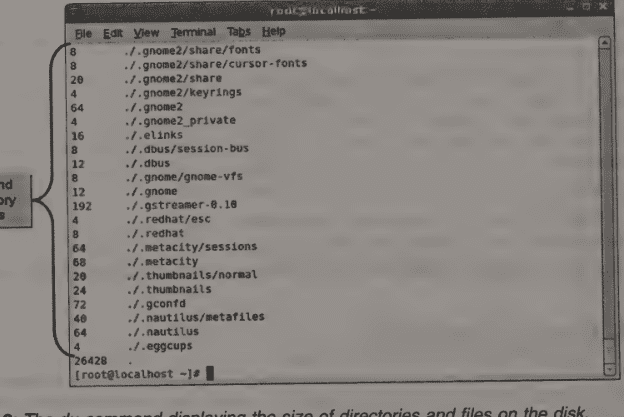 root@localhost:~
File Edit View Terminal Tabs Help
8 ./.gnome2/share/fonts
8 ./.gnome2/share/cursor-fonts
20 ./.gnome2/share
4 ./.gnome2/keyrings
64 ./.gnome2
4 ./.gnome2_private
16 ./.elinks
8 ./.dbus/session-bus
12 ./.dbus
8 ./.gnome/gnome-vfs
12 ./.gnome
192 ./.gstreamer-0.10
4 ./.redhat/esc
8 ./.redhat
64 ./.metacity/sessions
68 ./.metacity
20 ./.thumbnails/normal
24 ./.thumbnails
72 ./.gconfd
40 ./.nautilus/metafiles
64 ./.nautilus
4 ./.eggcups
26428 .
[root@localhost ~]#
The du command displaying the size of directories and files on the disk